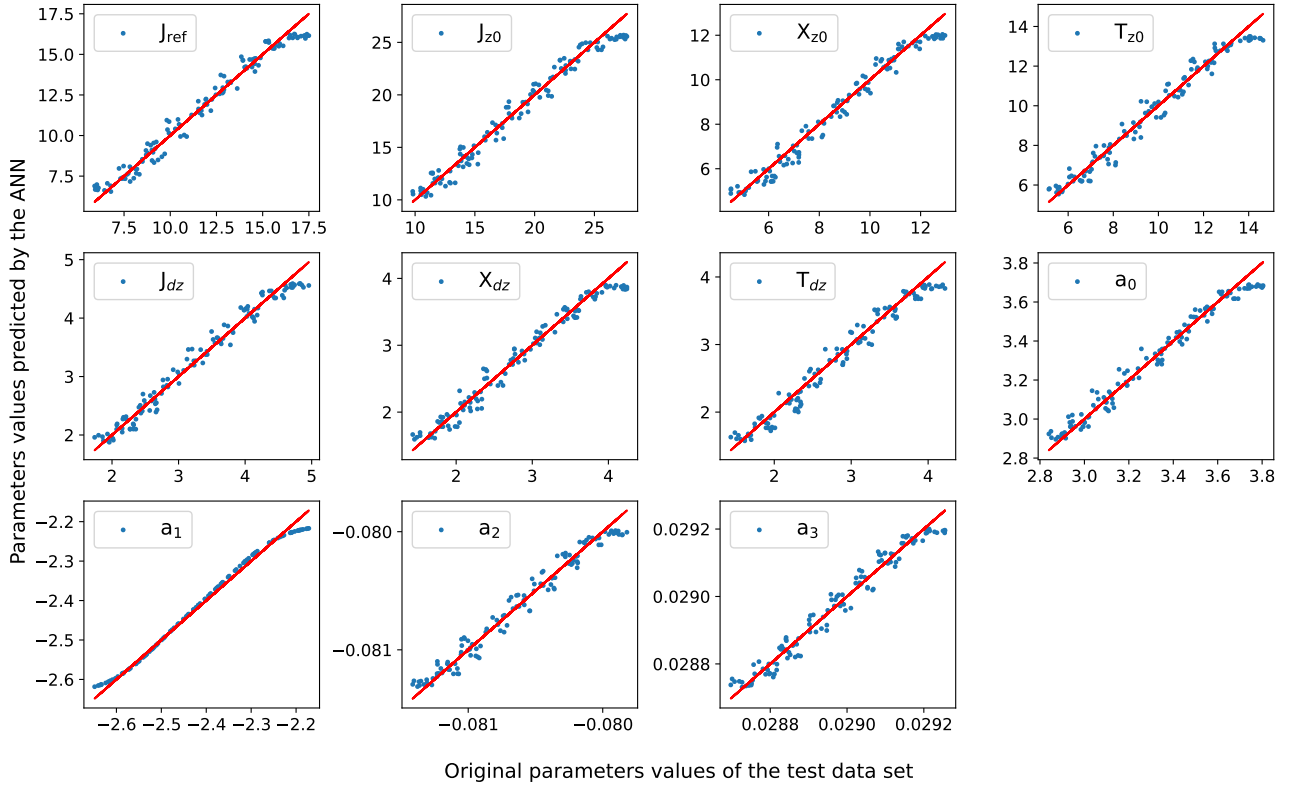 17.5
15.0
12.5
10.0
7.5
J_ref
7.5 10.0 12.5 15.0 17.5
25
20
15
10
J_z0
10 15 20 25
12
10
8
6
X_z0
6 8 10 12
14
12
10
8
6
T_z0
6 8 10 12 14
Parameters values predicted by the ANN
5
4
3
2
J_dz
2 3 4 5
4
3
2
X_dz
2 3 4
4
3
2
T_dz
2 3 4
3.8
3.6
3.4
3.2
3.0
2.8
a_0
2.8 3.0 3.2 3.4 3.6 3.8
−2.2
−2.3
−2.4
−2.5
−2.6
a_1
−2.6 −2.5 −2.4 −2.3 −2.2
−0.080
−0.081
a_2
−0.081 −0.080
0.0292
0.0290
0.0288
a_3
0.0288 0.0290 0.0292
Original parameters values of the test data set